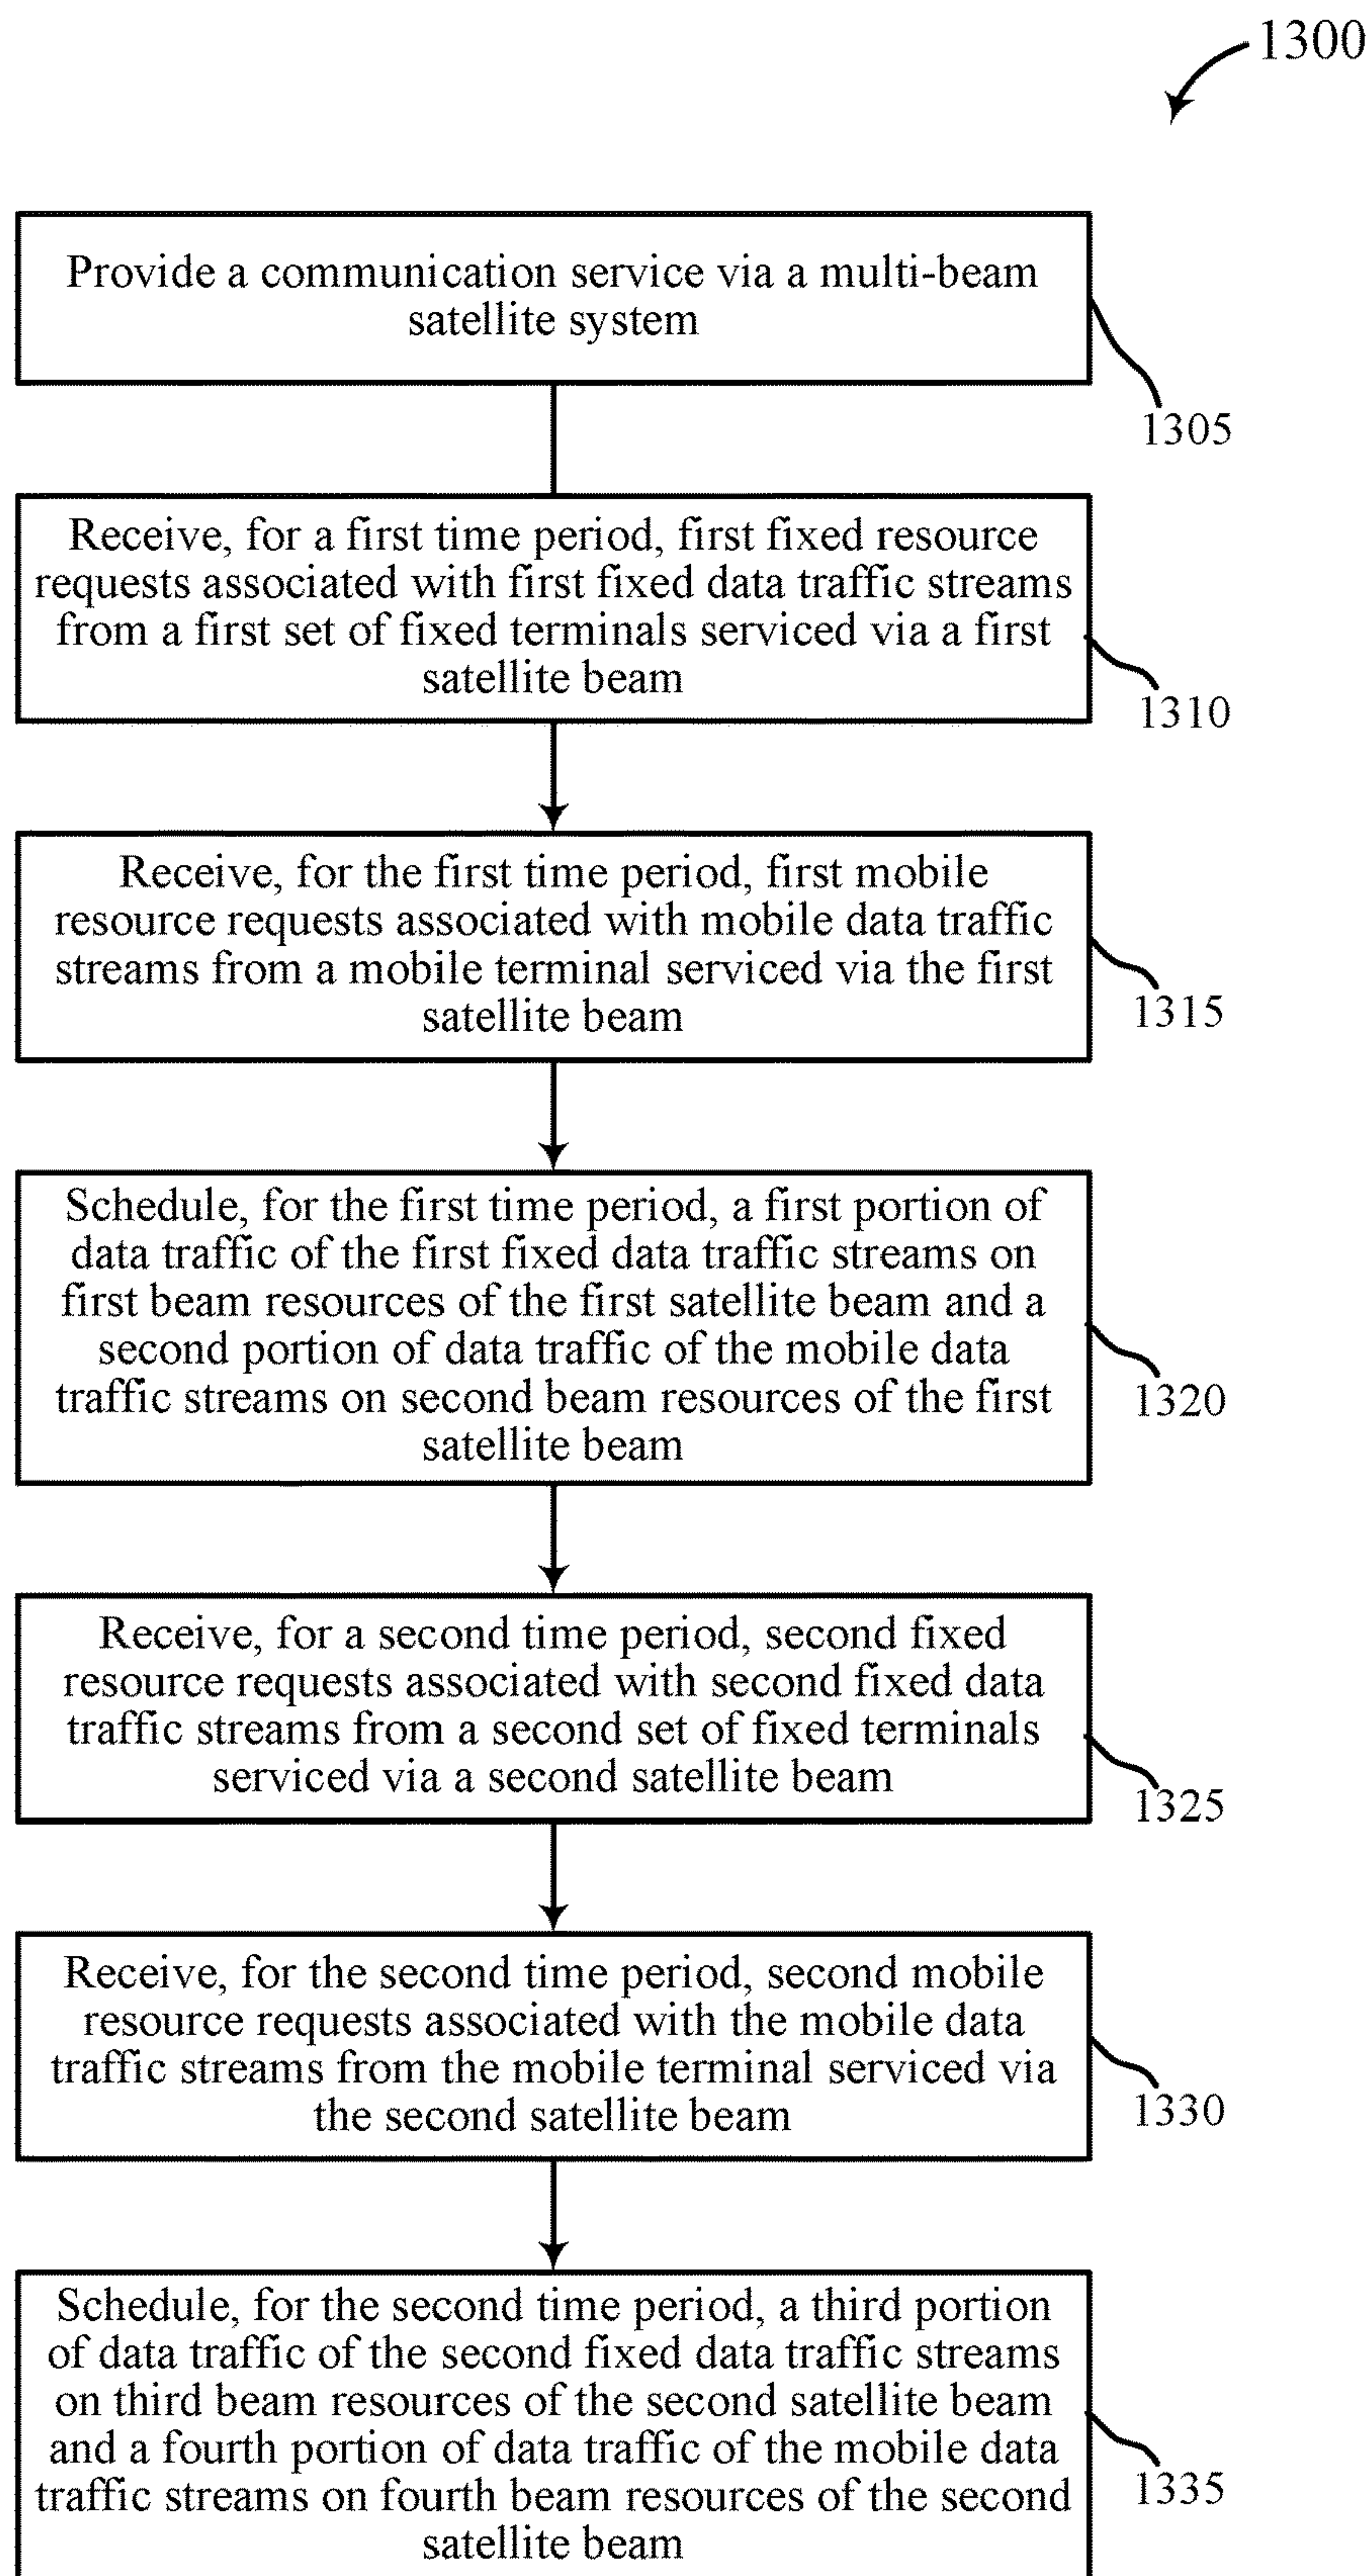 1300
Provide a communication service via a multi-beam
satellite system
1305
Receive, for a first time period, first fixed resource
requests associated with first fixed data traffic streams
from a first set of fixed terminals serviced via a first
satellite beam
1310
Receive, for the first time period, first mobile
resource requests associated with mobile data traffic
streams from a mobile terminal serviced via the first
satellite beam
1315
Schedule, for the first time period, a first portion of
data traffic of the first fixed data traffic streams on
first beam resources of the first satellite beam and a
second portion of data traffic of the mobile data
traffic streams on second beam resources of the first
satellite beam
1320
Receive, for a second time period, second fixed
resource requests associated with second fixed data
traffic streams from a second set of fixed terminals
serviced via a second satellite beam
1325
Receive, for the second time period, second mobile
resource requests associated with the mobile data
traffic streams from the mobile terminal serviced via
the second satellite beam
1330
Schedule, for the second time period, a third portion
of data traffic of the second fixed data traffic streams
on third beam resources of the second satellite beam
and a fourth portion of data traffic of the mobile data
traffic streams on fourth beam resources of the second
satellite beam
1335